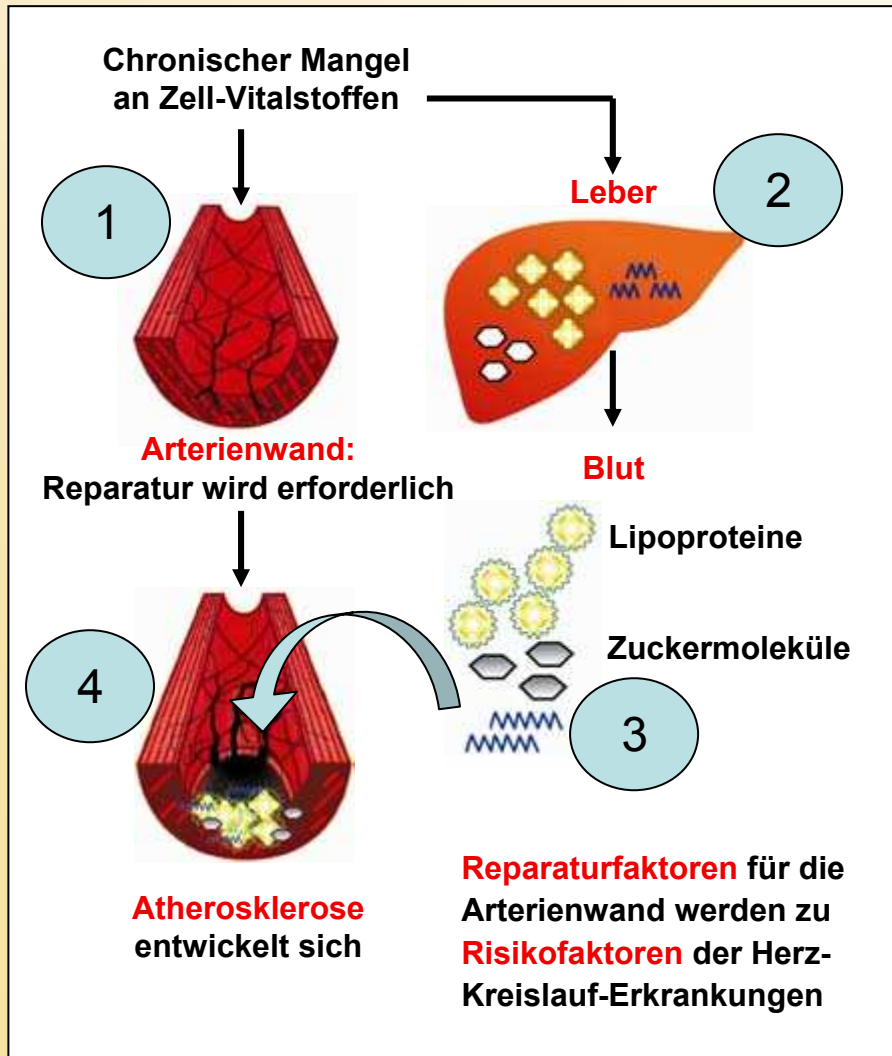 Chronischer Mangel
an Zell-Vitalstoffen
1
Leber
2
Arterienwand:
Reparatur wird erforderlich
Blut
Lipoproteine
Zuckermoleküle
3
4
Atherosklerose
entwickelt sich
Reparaturfaktoren für die
Arterienwand werden zu
Risikofaktoren der Herz-
Kreislauf-Erkrankungen